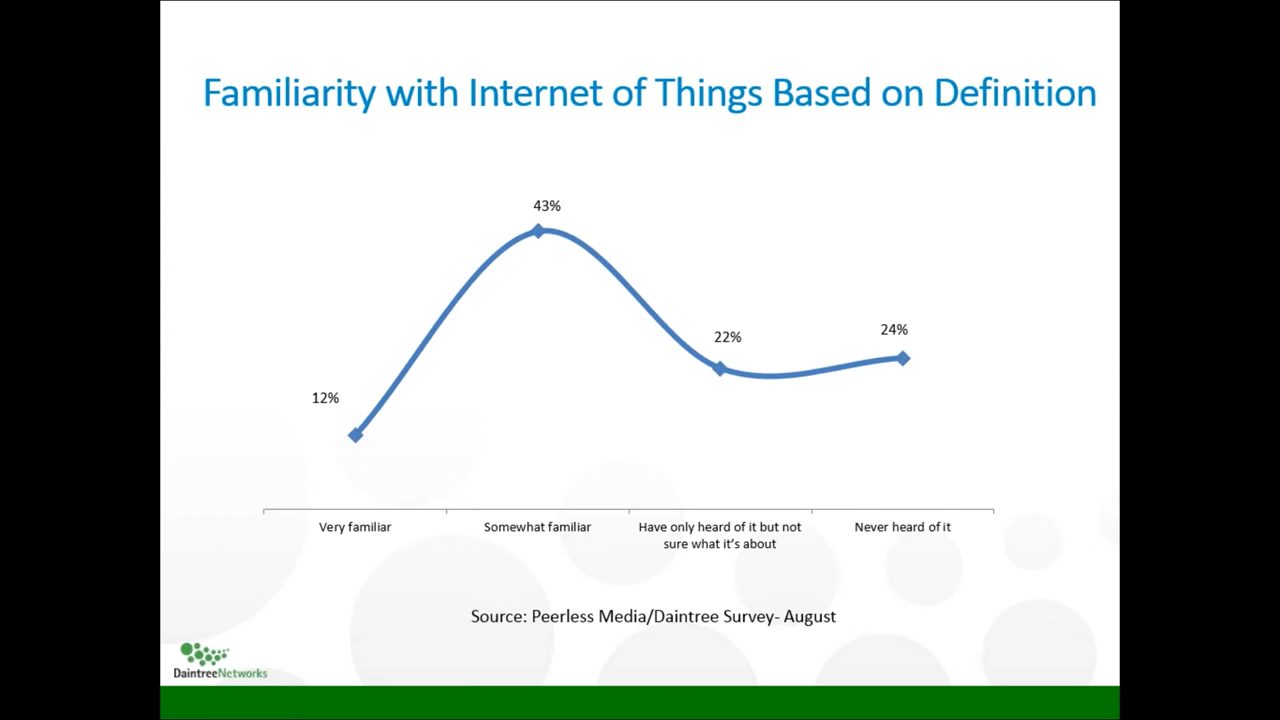 Familiarity with Internet of Things Based on Definition
43%
24%
22%
12%
Very familiar
Somewhat familiar
Have only heard of it but not
sure what it's about
Never heard of it
Source: Peerless Media/Daintree Survey- August
DaintreeNetworks